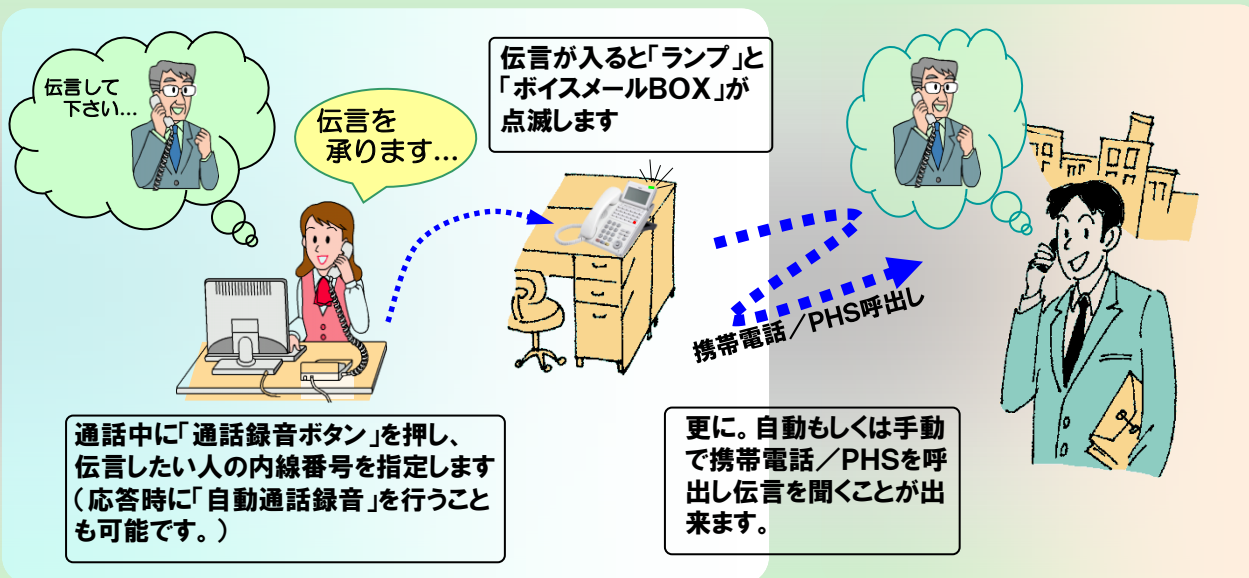 伝言して
下さい…
伝言を
承ります…
伝言が入ると「ランプ」と
「ボイスメールBOX」が
点滅します
携帯電話／PHS呼出し
通話中に「通話録音ボタン」を押し、
伝言したい人の内線番号を指定します
（応答時に「自動通話録音」を行うこと
も可能です。）
更に。自動もしくは手動
で携帯電話／PHSを呼
出し伝言を聞くことが出
来ます。